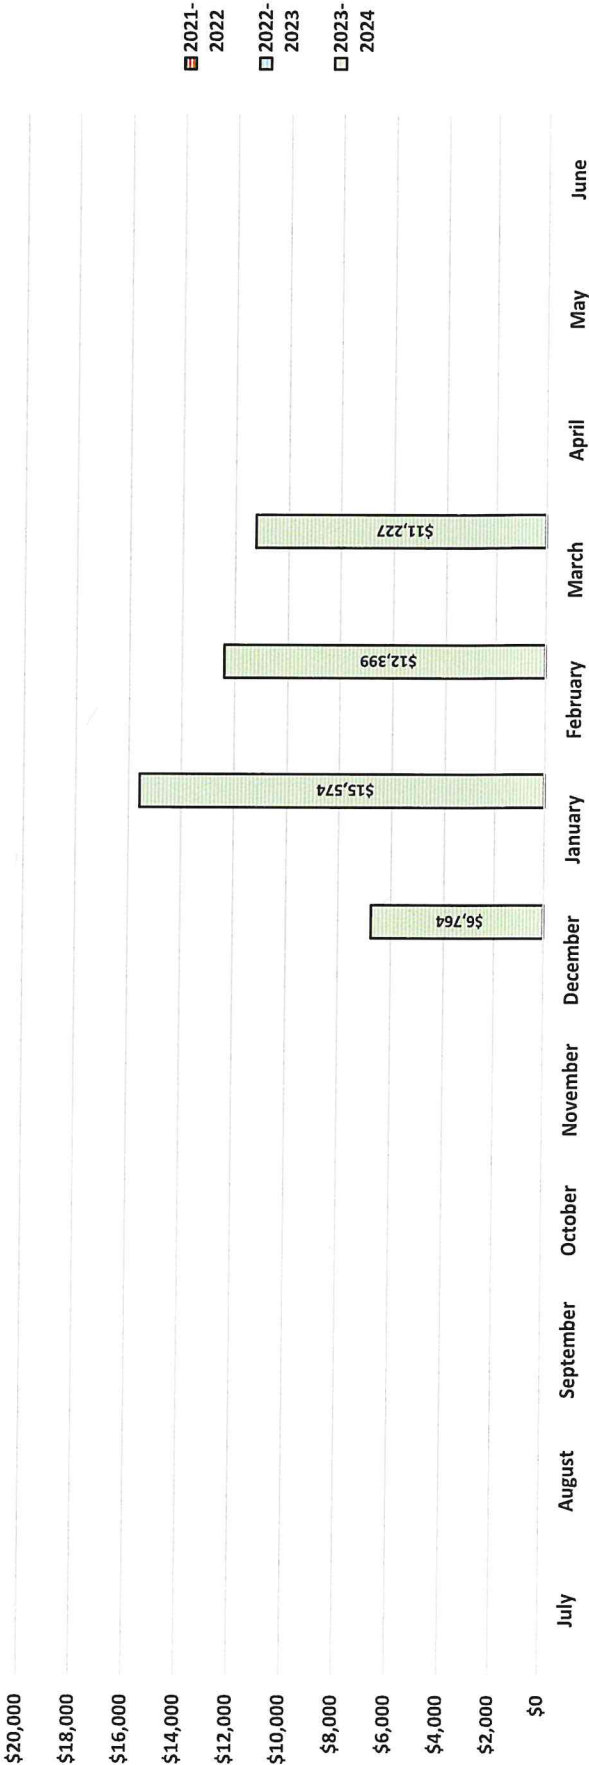 $20,000
$18,000
$16,000
$14,000
$12,000
$10,000
$8,000
$6,000
$4,000
$2,000
$0
$6,764
$15,574
$12,399
$11,227
July
August
September
October
November
December
January
February
March
April
May
June
2021-
2022
2022-
2023
2023-
2024